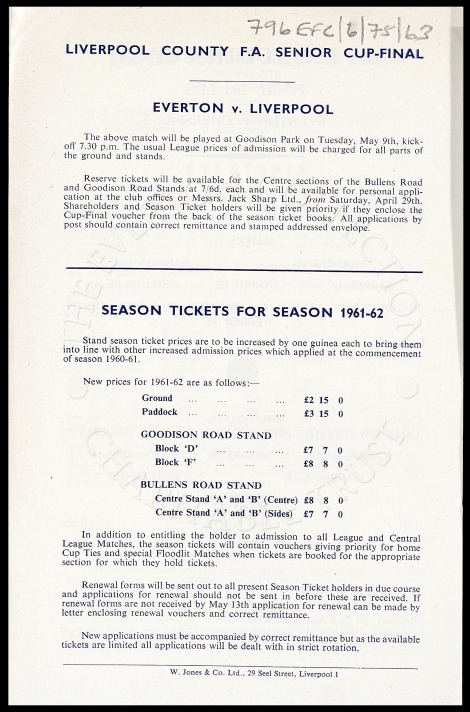 796 EFC/6/75/63
LIVERPOOL COUNTY F.A. SENIOR CUP-FINAL
EVERTON v. LIVERPOOL
The above match will be played at Goodison Park on Tuesday, May 9th, kick-
off 7.30 p.m. The usual League prices of admission will be charged for all parts of
the ground and stands.
Reserve tickets will be available for the Centre sections of the Bullens Road
and Goodison Road Stands at 7/6d. each and will be available for personal appli-
cation at the club offices or Messrs. Jack Sharp Ltd., from Saturday, April 29th.
Shareholders and Season Ticket holders will be given priority if they enclose the
Cup-Final voucher from the back of the season ticket books. All applications by
post should contain correct remittance and stamped addressed envelope.
SEASON TICKETS FOR SEASON 1961-62
Stand season ticket prices are to be increased by one guinea each to bring them
into line with other increased admission prices which applied at the commencement
of season 1960-61.
New prices for 1961-62 are as follows:—
Ground ... ... ... £2 15 0
Paddock ... ... ... £3 15 0
GOODISON ROAD STAND
Block 'D' ... ... ... £7 7 0
Block 'F' ... ... ... £8 8 0
BULLENS ROAD STAND
Centre Stand 'A' and 'B' (Centre) £8 8 0
Centre Stand 'A' and 'B' (Sides) £7 7 0
In addition to entitling the holder to admission to all League and Central
League Matches, the season tickets will contain vouchers giving priority for home
Cup Ties and special Floodlit Matches when tickets are booked for the appropriate
section for which they hold tickets.
Renewal forms will be sent out to all present Season Ticket holders in due course
and applications for renewal should not be sent in before these are received. If
renewal forms are not received by May 13th application for renewal can be made by
letter enclosing renewal vouchers and correct remittance.
New applications must be accompanied by correct remittance but as the available
tickets are limited all applications will be dealt with in strict rotation.
W. Jones & Co. Ltd., 29 Seel Street, Liverpool 1